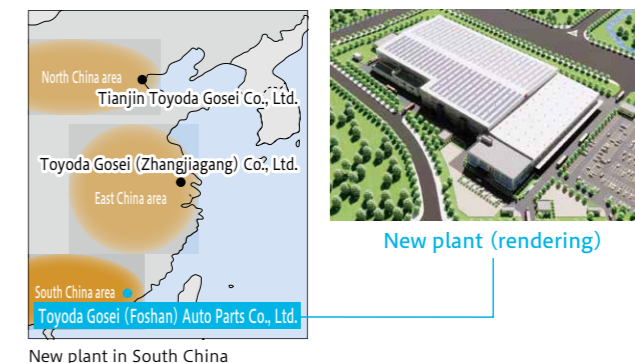 North China area
Tianjin Toyoda Gosei Co., Ltd.
Toyoda Gosei (Zhangjiagang) Co., Ltd.
East China area
South China area
Toyoda Gosei (Foshan) Auto Parts Co., Ltd.
New plant in South China
New plant (rendering)